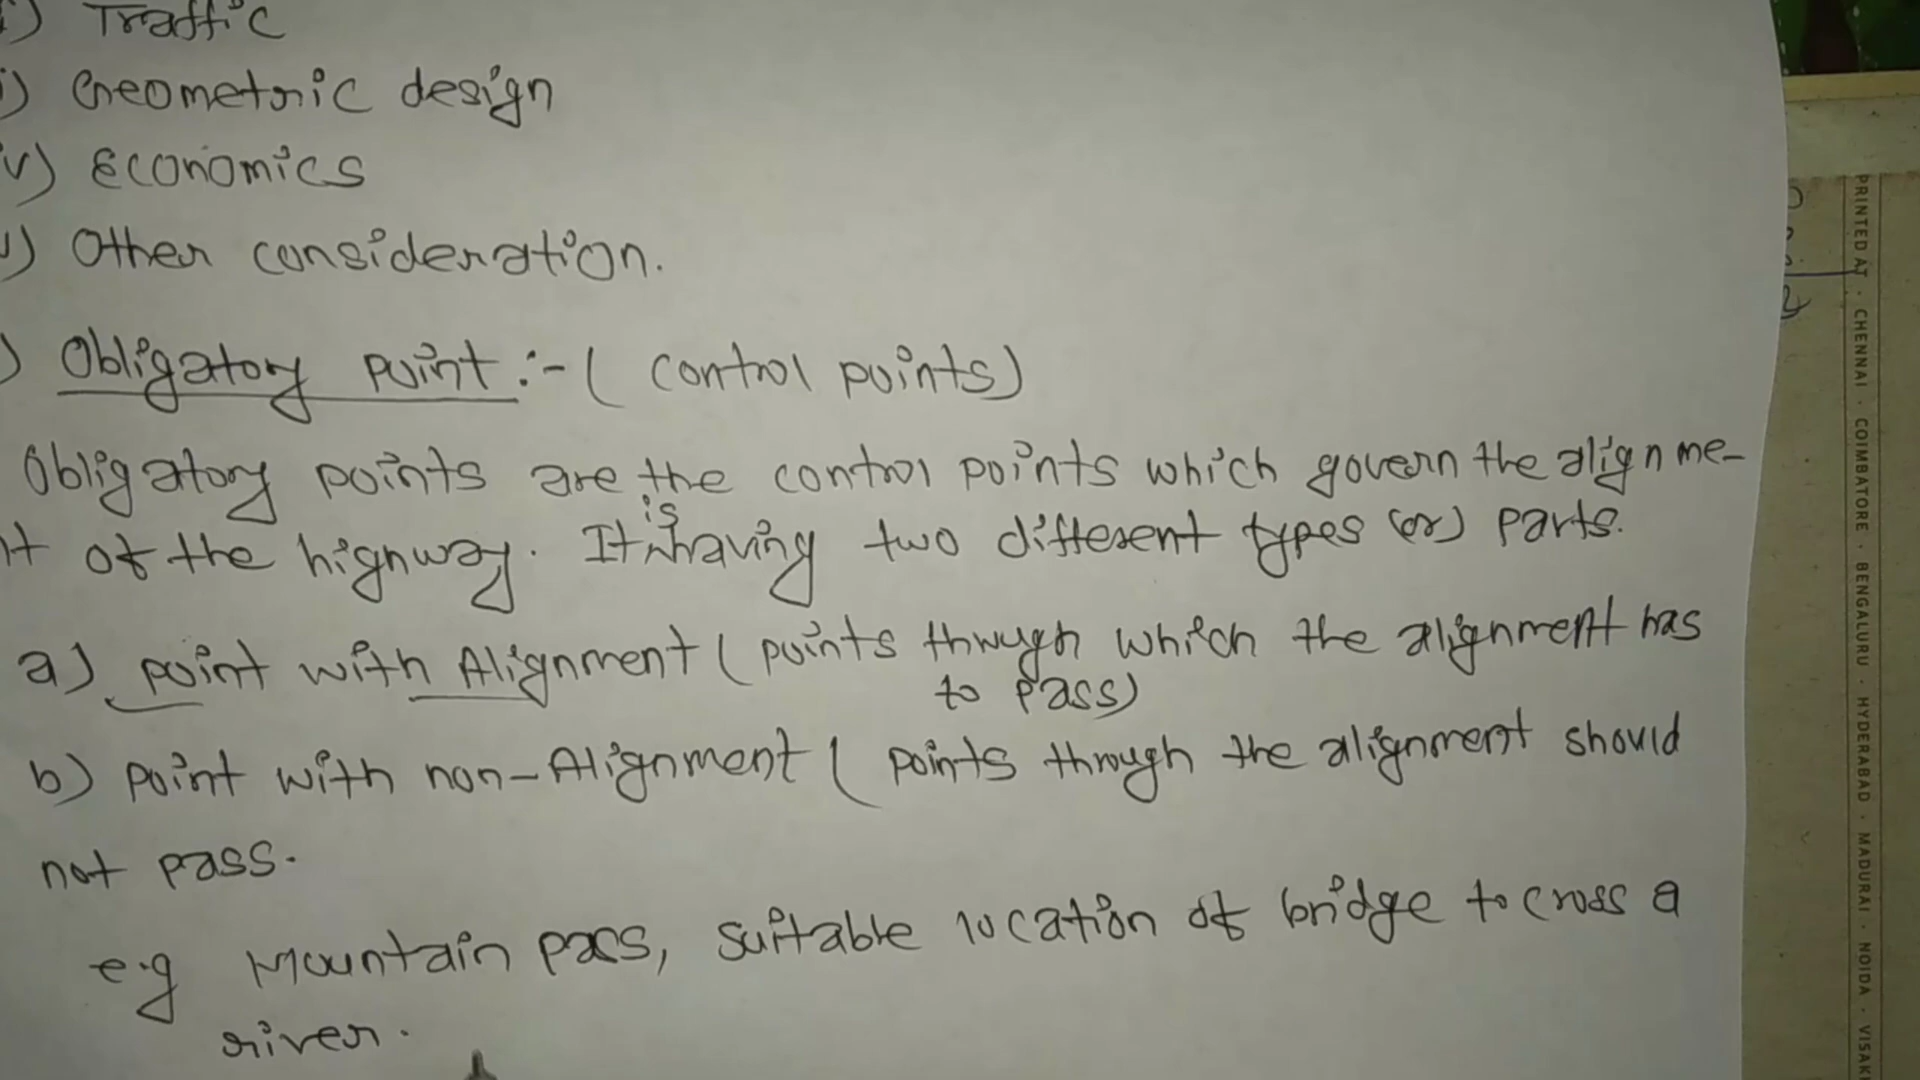 ) Traffic
i) Geometric design
v) Economics
) Other consideration.
) Obligatory point :- ( control points)
Obligatory points are the control points which govern the alignme-
nt of the highway. It is having two different types (or) parts.
a) point with Alignment ( points through which the alignment has
to pass)
b) point with non-Alignment ( points through the alignment should
not pass.
e.g Mountain pass, suitable location of bridge to cross a
river.
PRINTED AT · CHENNAI · COIMBATORE · BENGALURU · HYDERABAD · MADURAI · NOIDA · VISAK